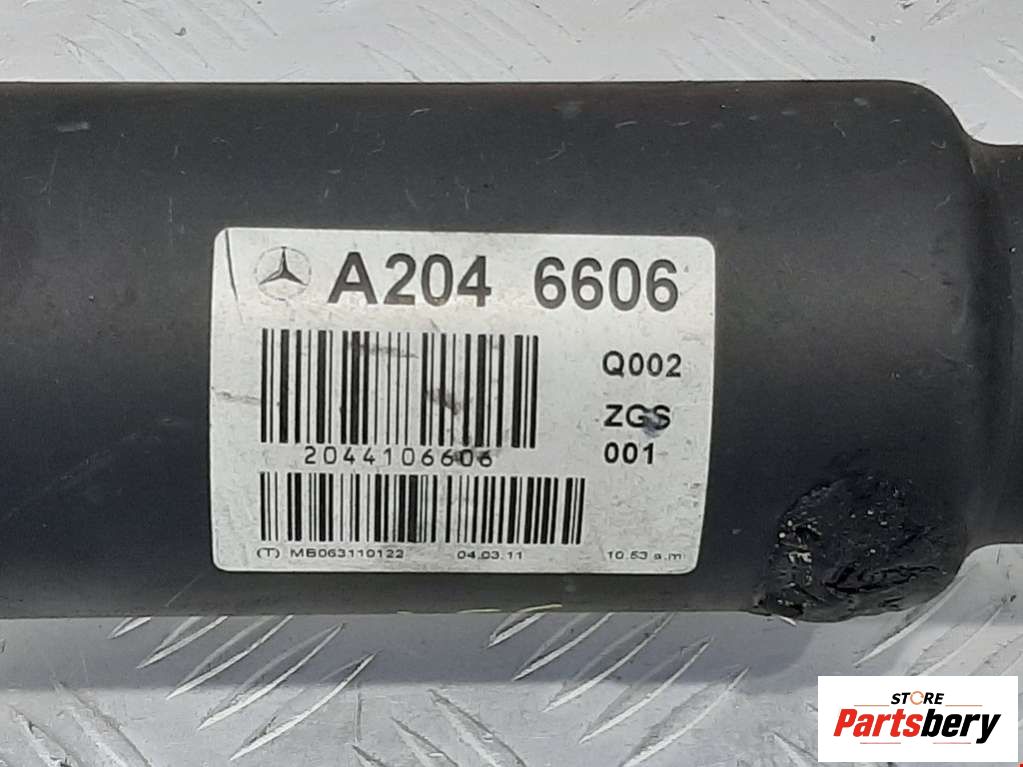 A204 6606
Q002
ZGS
001
2044106606
(T) MB063110122 04.03.11 10.53 a.m
STORE
Partsbery